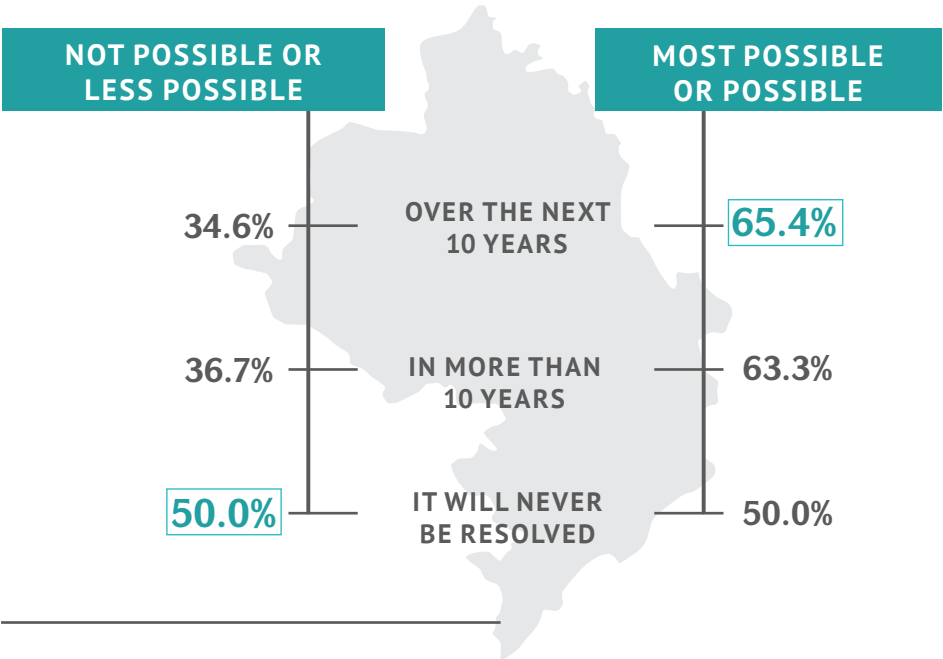 NOT POSSIBLE OR
LESS POSSIBLE
MOST POSSIBLE
OR POSSIBLE
34.6%
OVER THE NEXT
10 YEARS
65.4%
36.7%
IN MORE THAN
10 YEARS
63.3%
50.0%
IT WILL NEVER
BE RESOLVED
50.0%